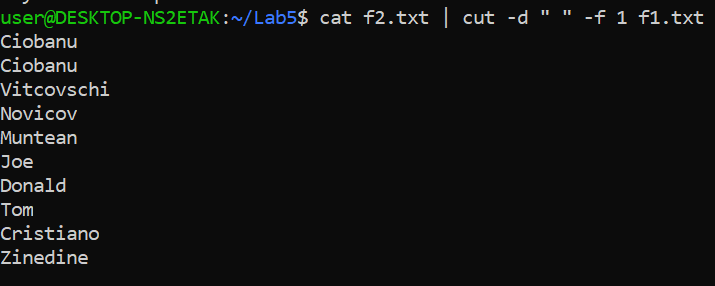 user@DESKTOP-NS2ETAK:~/Lab5$ cat f2.txt | cut -d " " -f 1 f1.txt
Ciobanu
Ciobanu
Vitcovschi
Novicov
Muntean
Joe
Donald
Tom
Cristiano
Zinedine